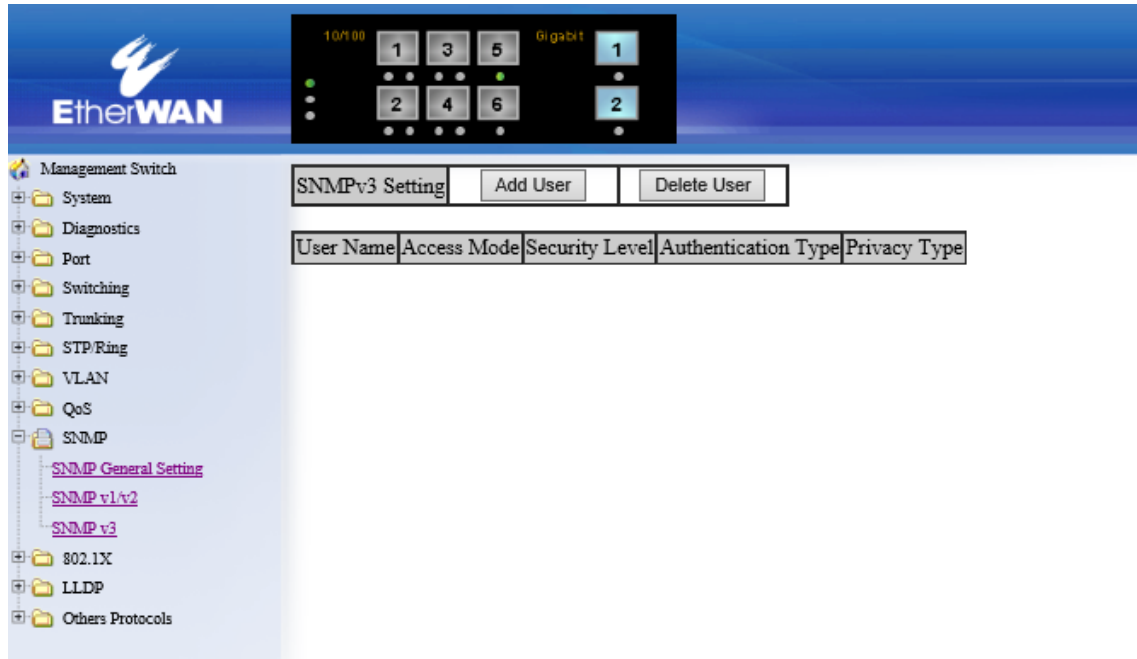 10/100 1 3 5 Gigabit 1
2 4 6 2
EtherWAN
Management Switch
System
Diagnostics
Port
Switching
Trunking
STP/Ring
VLAN
QoS
SNMP
SNMP General Setting
SNMP v1/v2
SNMP v3
802.1X
LLDP
Others Protocols
SNMPv3 Setting Add User Delete User
User Name Access Mode Security Level Authentication Type Privacy Type